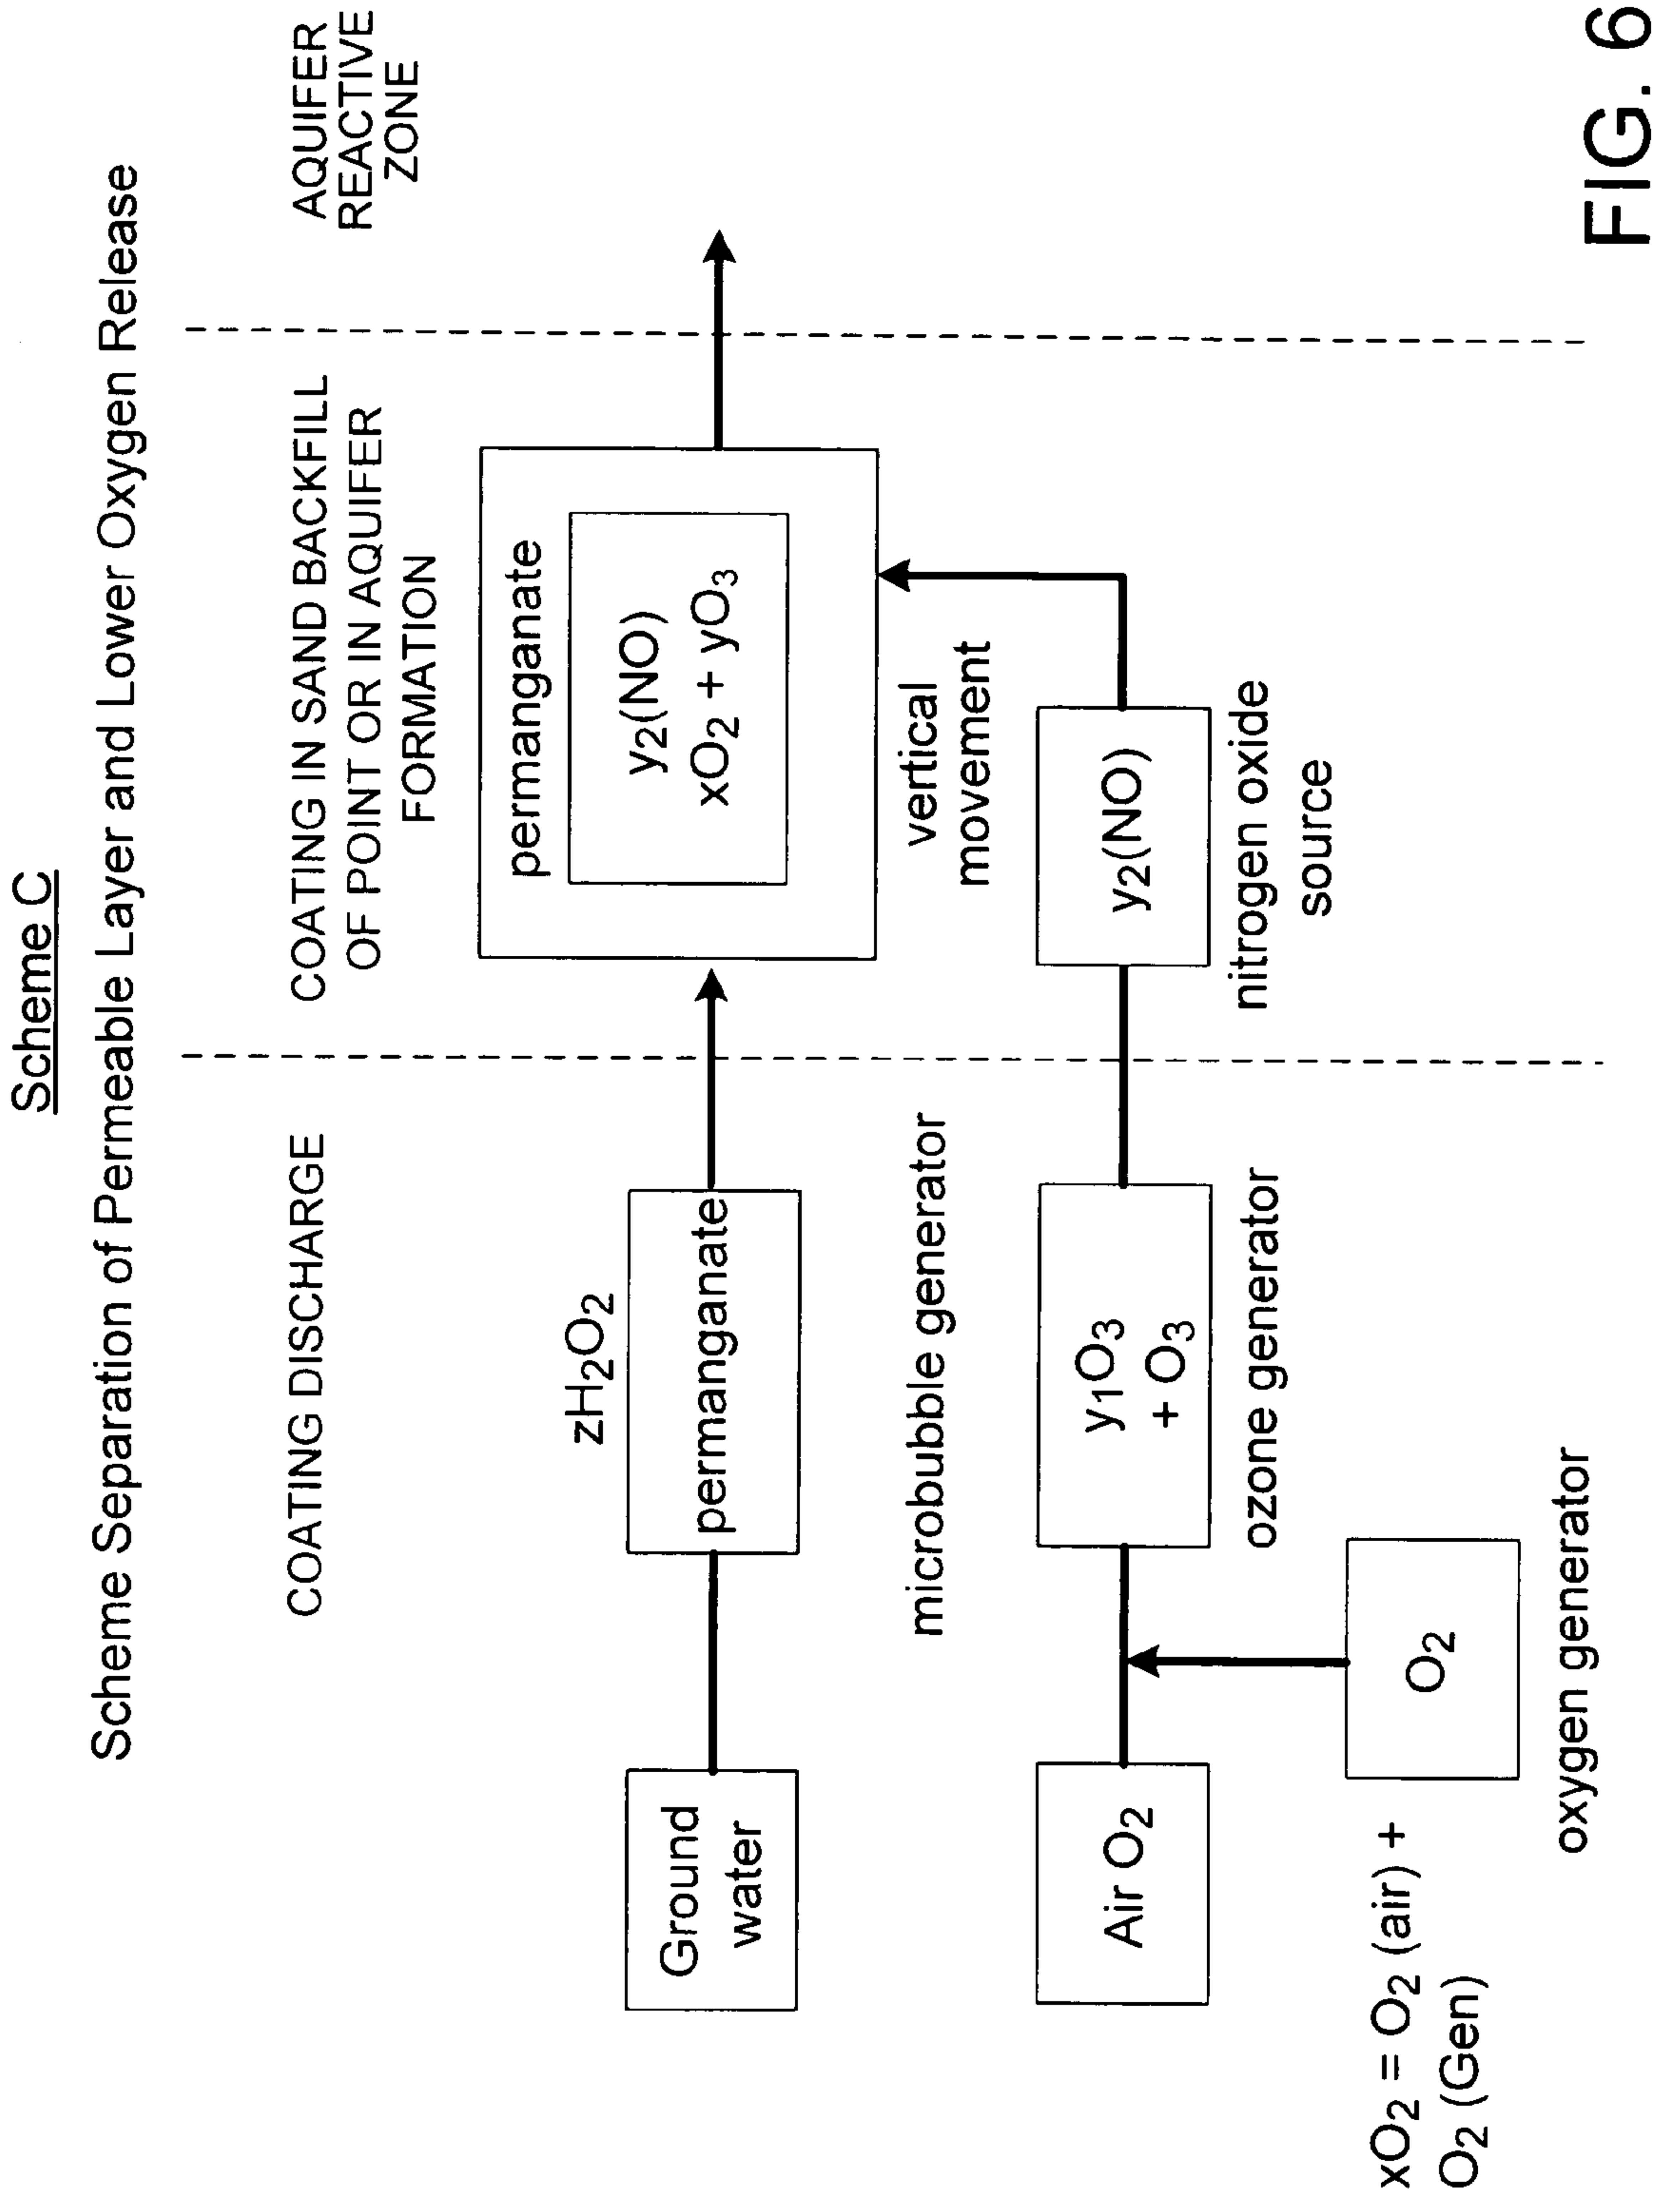 Scheme C
Scheme Separation of Permeable Layer and Lower Oxygen Release
COATING DISCHARGE
COATING IN SAND BACKFILL
OF POINT OR IN AQUIFER
FORMATION
AQUIFER
REACTIVE
ZONE
Ground
water
zH₂O₂
permanganate
permanganate
y₂(NO)
xO₂ + yO₃
microbubble generator
vertical
movement
Air O₂
y₁O₃
+ O₃
ozone generator
y₂(NO)
nitrogen oxide
source
O₂
oxygen generator
xO₂ = O₂ (air) +
O₂ (Gen)
FIG. 6